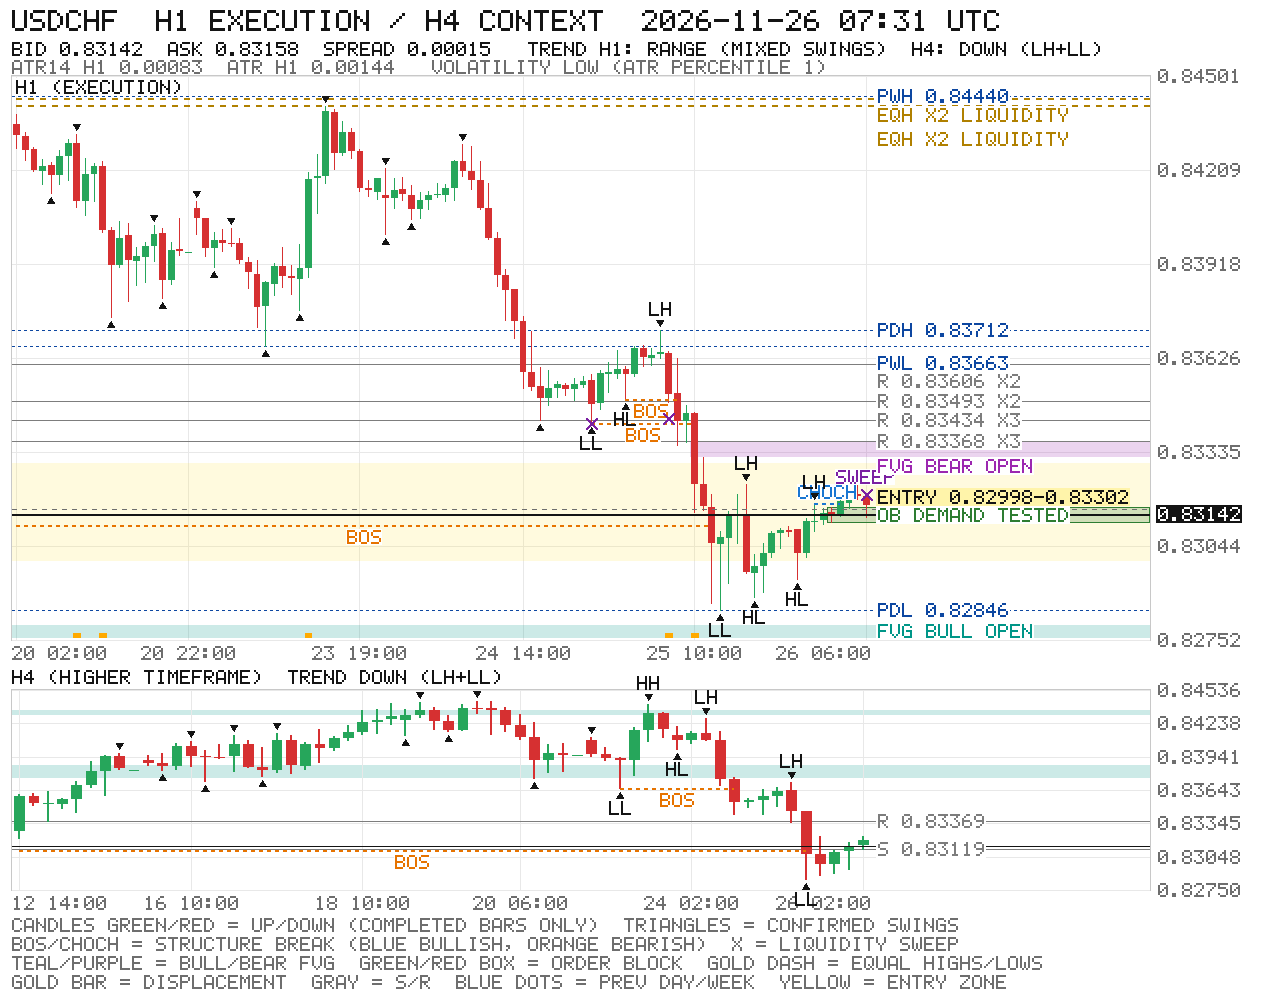 USDCHF  H1 EXECUTION / H4 CONTEXT  2026-11-26 07:31 UTC
BID 0.83142  ASK 0.83158  SPREAD 0.00015   TREND H1: RANGE (MIXED SWINGS)  H4: DOWN (LH+LL)
ATR14 H1 0.00083  ATR H1 0.00144   VOLATILITY LOW (ATR PERCENTILE 1)
H1 (EXECUTION)
0.84501
PWH 0.84440
EQH X2 LIQUIDITY
EQH X2 LIQUIDITY
0.84209
0.83918
LH
PDH 0.83712
PWL 0.83663
0.83626
R 0.83606 X2
R 0.83493 X2
BOS
HL
R 0.83434 X3
BOS
LL
R 0.83368 X3
0.83335
LH
FVG BEAR OPEN
SWEEP
LH
CHOCH
ENTRY 0.82998-0.83302
OB DEMAND TESTED
0.83142
BOS
0.83044
HL
HL
PDL 0.82846
LL
FVG BULL OPEN
0.82752
20 02:00
20 22:00
23 19:00
24 14:00
25 10:00
26 06:00
H4 (HIGHER TIMEFRAME)  TREND DOWN (LH+LL)
HH
LH
0.84536
0.84238
0.83941
HL
LH
0.83643
LL
BOS
R 0.83369
0.83345
S 0.83119
0.83048
BOS
LL
0.82750
12 14:00
16 10:00
18 10:00
20 06:00
24 02:00
26 02:00
CANDLES GREEN/RED = UP/DOWN (COMPLETED BARS ONLY)  TRIANGLES = CONFIRMED SWINGS
BOS/CHOCH = STRUCTURE BREAK (BLUE BULLISH, ORANGE BEARISH)  X = LIQUIDITY SWEEP
TEAL/PURPLE = BULL/BEAR FVG  GREEN/RED BOX = ORDER BLOCK  GOLD DASH = EQUAL HIGHS/LOWS
GOLD BAR = DISPLACEMENT  GRAY = S/R  BLUE DOTS = PREV DAY/WEEK  YELLOW = ENTRY ZONE